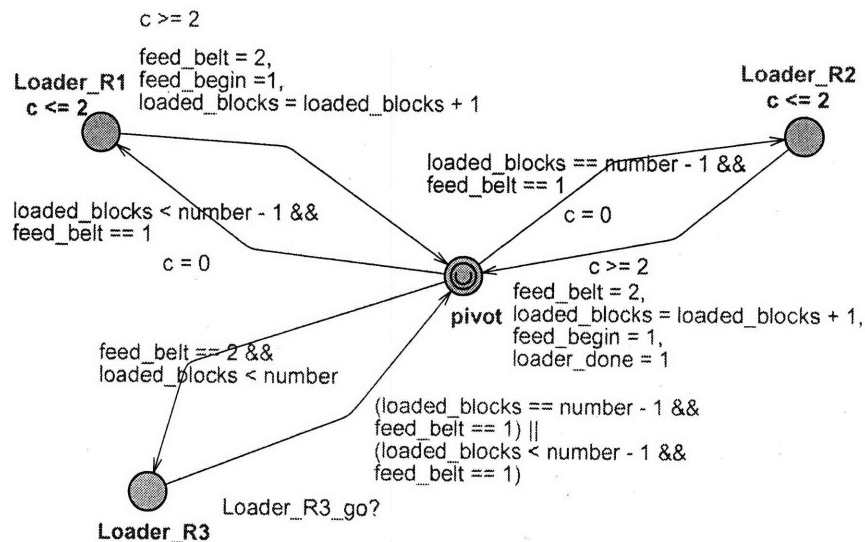 c >= 2
feed_belt = 2,
feed_begin =1,
loaded_blocks = loaded_blocks + 1
Loader_R1
c <= 2
Loader_R2
c <= 2
loaded_blocks == number - 1 &&
feed_belt == 1
c = 0
loaded_blocks < number - 1 &&
feed_belt == 1
c = 0
c >= 2
feed_belt = 2,
loaded_blocks = loaded_blocks + 1,
feed_begin = 1,
loader_done = 1
pivot
feed_belt == 2 &&
loaded_blocks < number
(loaded_blocks == number - 1 &&
feed_belt == 1) ||
(loaded_blocks < number - 1 &&
feed_belt == 1)
Loader_R3_go?
Loader_R3